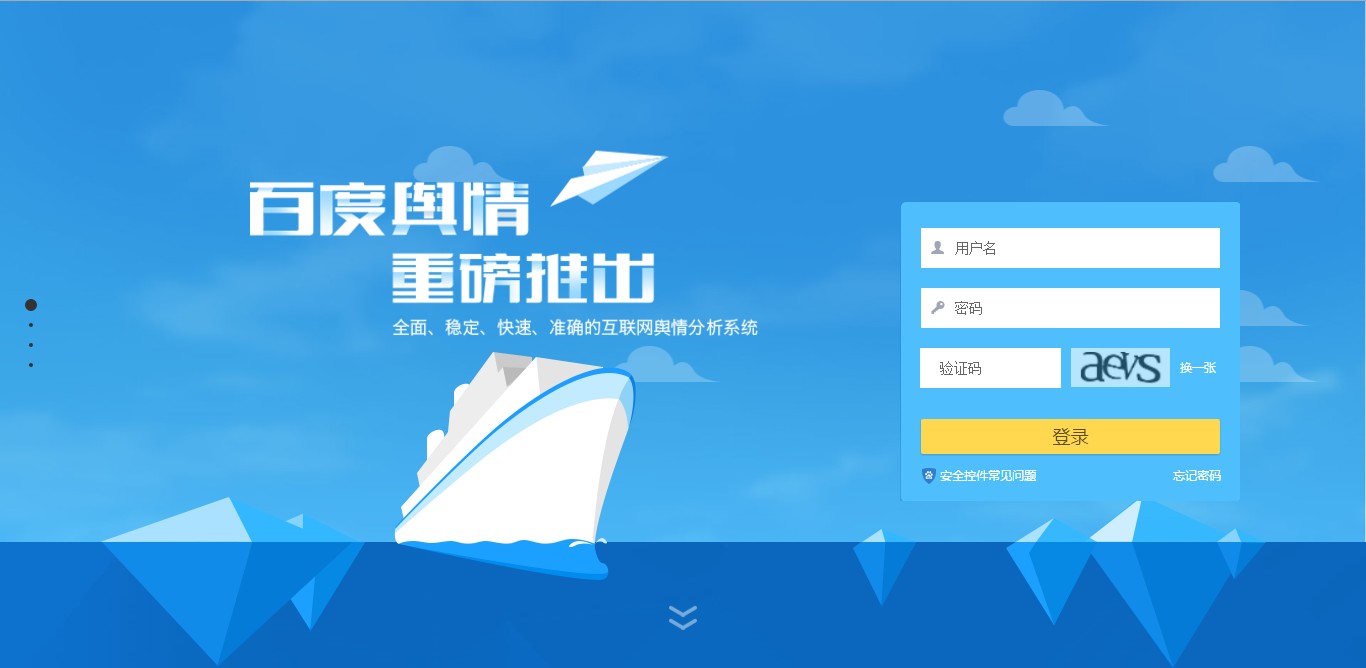 百度舆情
重磅推出
全面、稳定、快速、准确的互联网舆情分析系统
用户名
密码
验证码 aevs 换一张
登录
安全控件常见问题 忘记密码